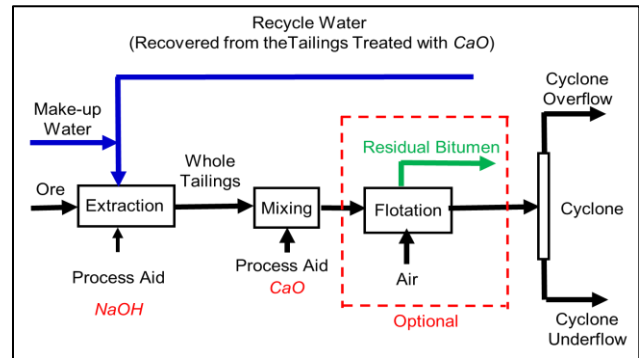 Recycle Water
(Recovered from theTailings Treated with CaO)
Make-up
Water
Ore
Extraction
Process Aid
NaOH
Whole
Tailings
Mixing
Process Aid
CaO
Residual Bitumen
Flotation
Air
Optional
Cyclone
Overflow
Cyclone
Cyclone
Underflow